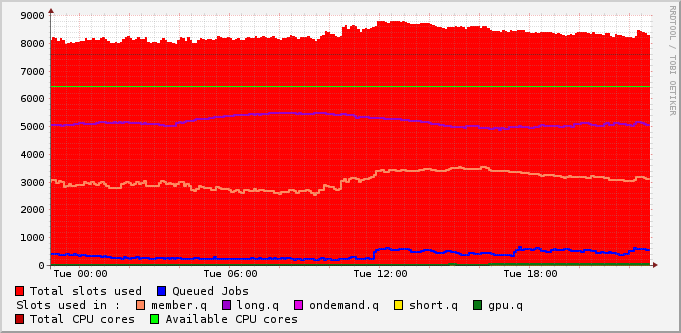 9000
8000
7000
6000
5000
4000
3000
2000
1000
0
Tue 00:00 Tue 06:00 Tue 12:00 Tue 18:00
RRDTOOL / TOBI OETIKER
Total slots used Queued Jobs
Slots used in : member.q long.q ondemand.q short.q gpu.q
Total CPU cores Available CPU cores